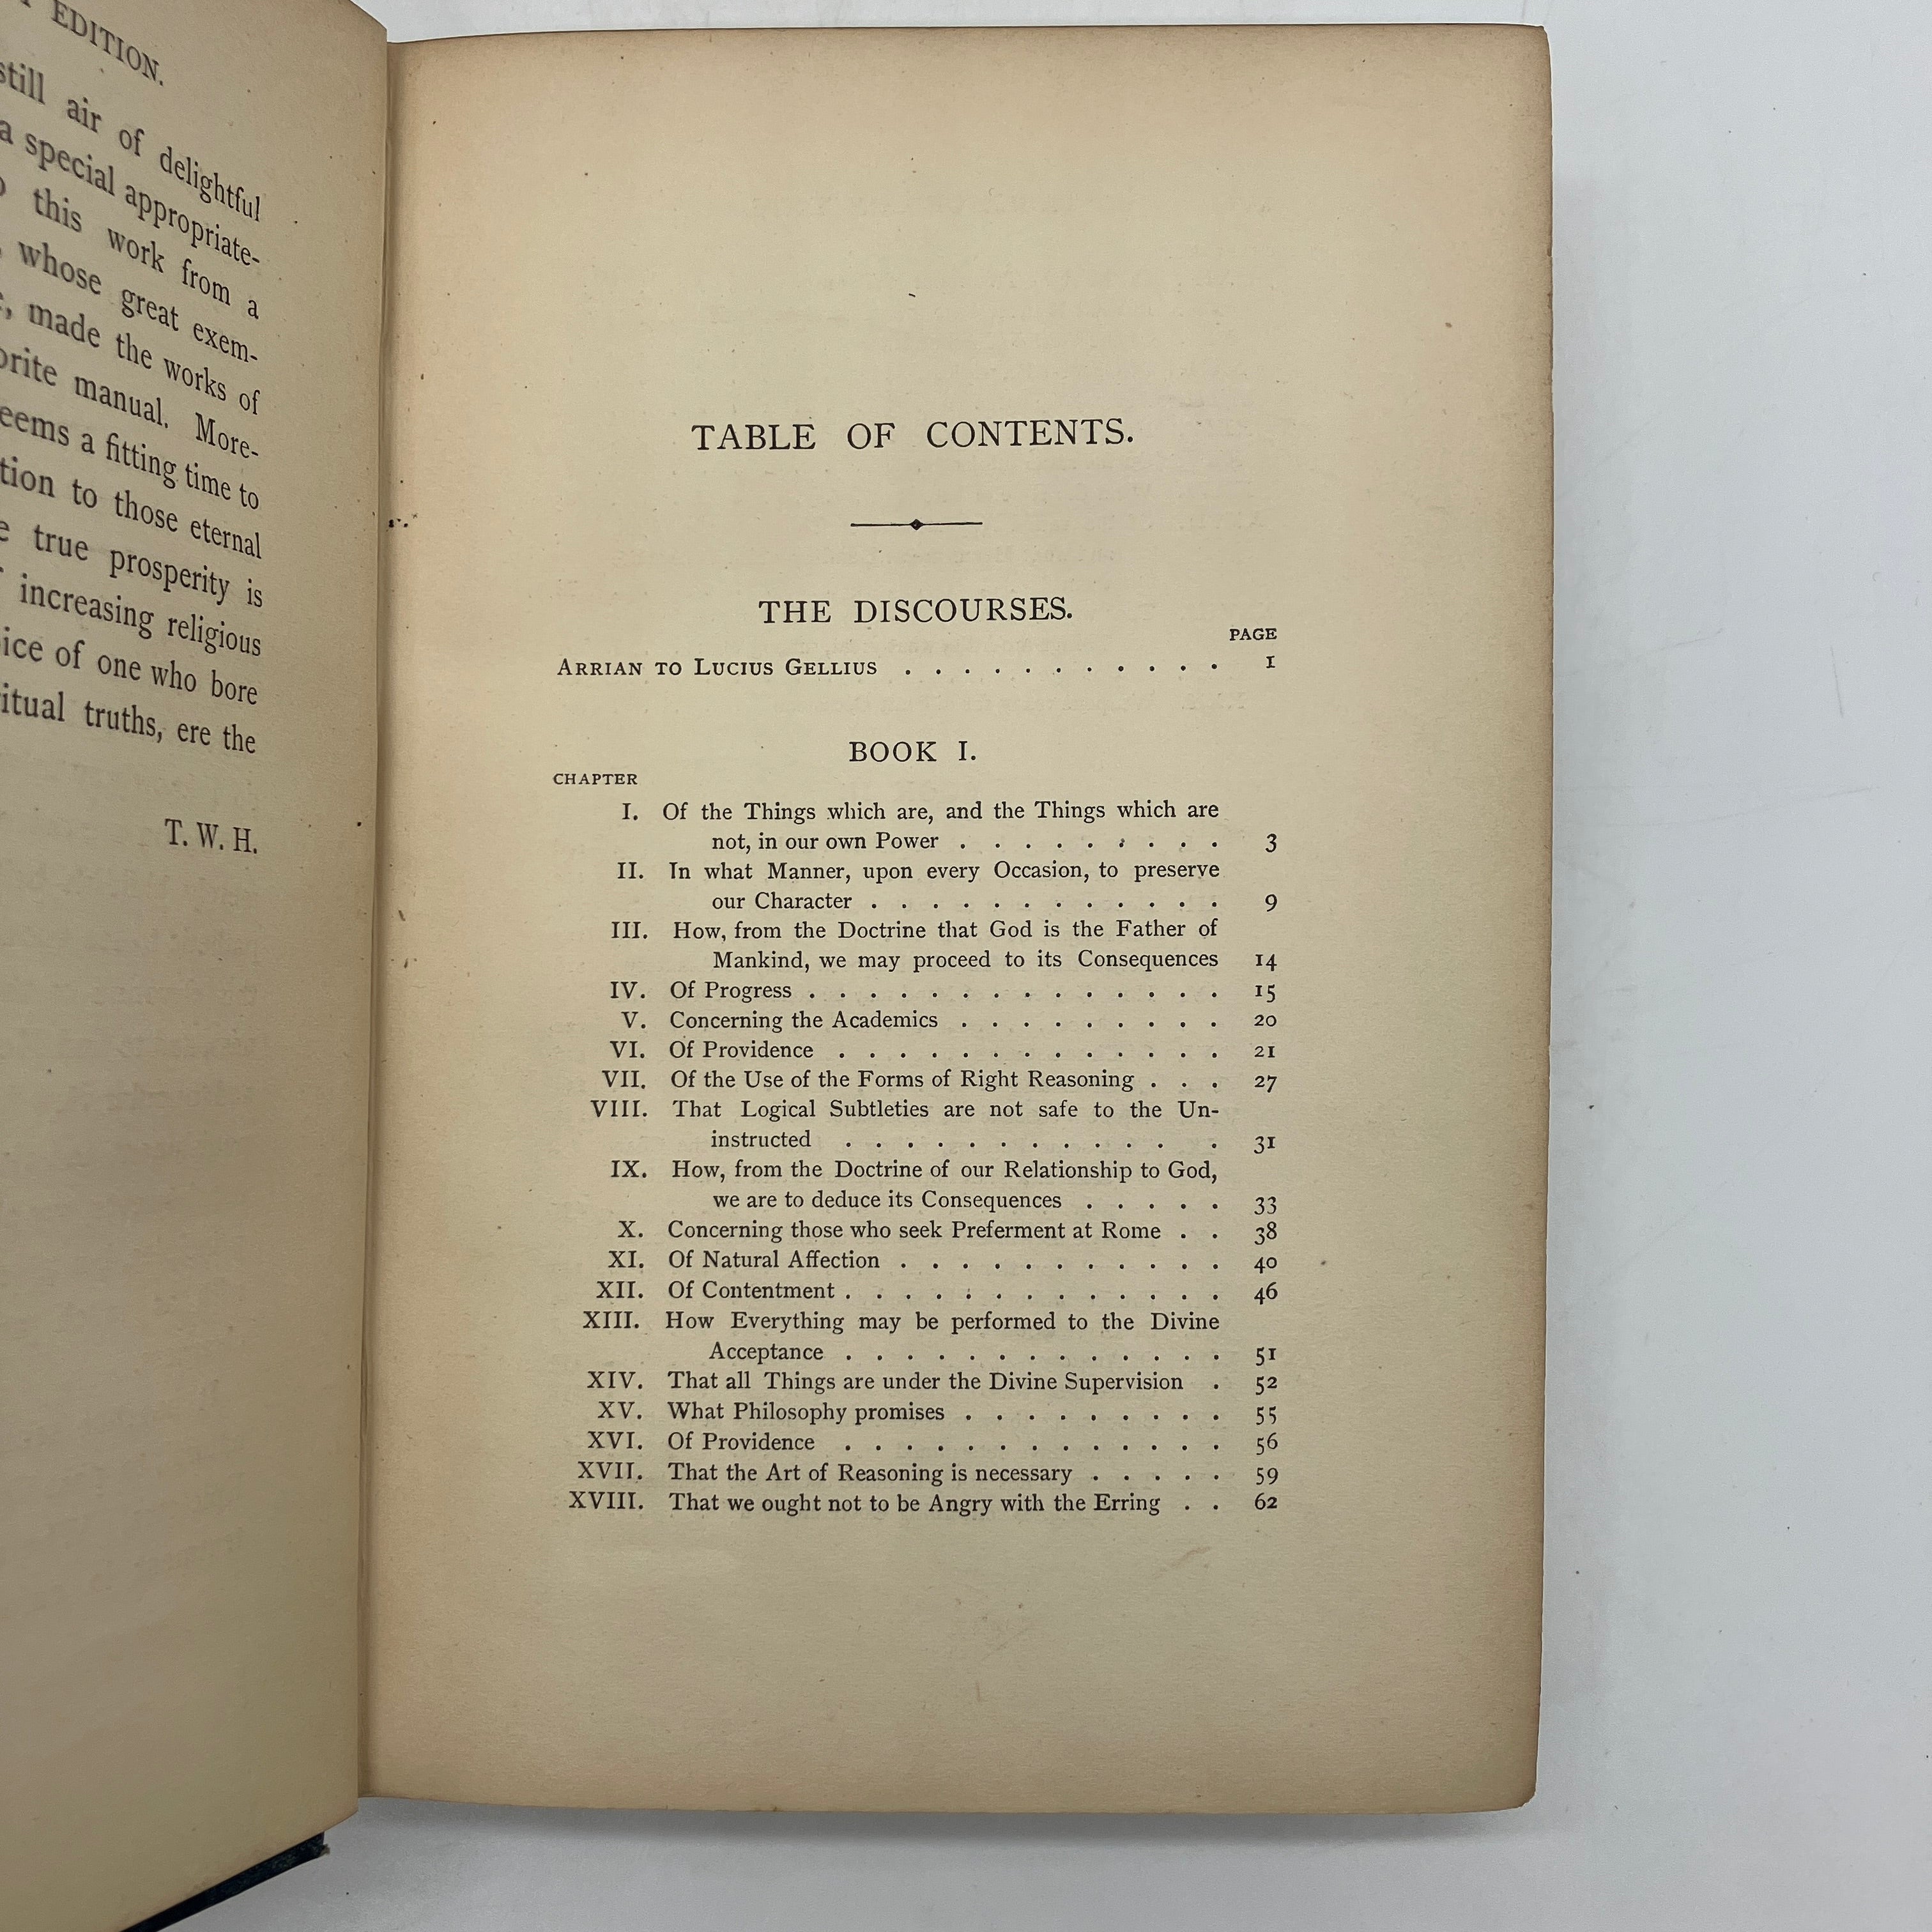 EDITION.
still air of delightful
a special appropriate-
this work from a
whose great exem-
made the works of
manual. More-
a fitting time to
to those eternal
true prosperity is
increasing religious
of one who bore
truths, ere the
T. W. H.
TABLE OF CONTENTS.
THE DISCOURSES.
PAGE
ARRIAN TO LUCIUS GELLIUS . . . . . . . . . . . 1
BOOK I.
CHAPTER
I. Of the Things which are, and the Things which are
not, in our own Power . . . . . . . . . 3
II. In what Manner, upon every Occasion, to preserve
our Character . . . . . . . . . . . . 9
III. How, from the Doctrine that God is the Father of
Mankind, we may proceed to its Consequences 14
IV. Of Progress . . . . . . . . . . . . . . 15
V. Concerning the Academics . . . . . . . . . 20
VI. Of Providence . . . . . . . . . . . . . 21
VII. Of the Use of the Forms of Right Reasoning . . . 27
VIII. That Logical Subtleties are not safe to the Un-
instructed . . . . . . . . . . . . . 31
IX. How, from the Doctrine of our Relationship to God,
we are to deduce its Consequences . . . . . 33
X. Concerning those who seek Preferment at Rome . . 38
XI. Of Natural Affection . . . . . . . . . . . 40
XII. Of Contentment . . . . . . . . . . . . . 46
XIII. How Everything may be performed to the Divine
Acceptance . . . . . . . . . . . . . 51
XIV. That all Things are under the Divine Supervision . 52
XV. What Philosophy promises . . . . . . . . . 55
XVI. Of Providence . . . . . . . . . . . . . 56
XVII. That the Art of Reasoning is necessary . . . . . 59
XVIII. That we ought not to be Angry with the Erring . . 62